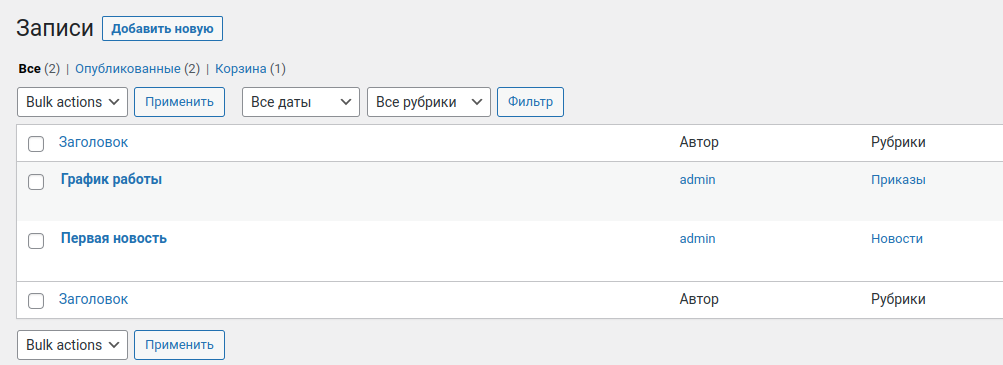 Записи Добавить новую
Все (2) | Опубликованные (2) | Корзина (1)
Bulk actions Применить Все даты Все рубрики Фильтр
Заголовок Автор Рубрики
График работы admin Приказы
Первая новость admin Новости
Заголовок Автор Рубрики
Bulk actions Применить